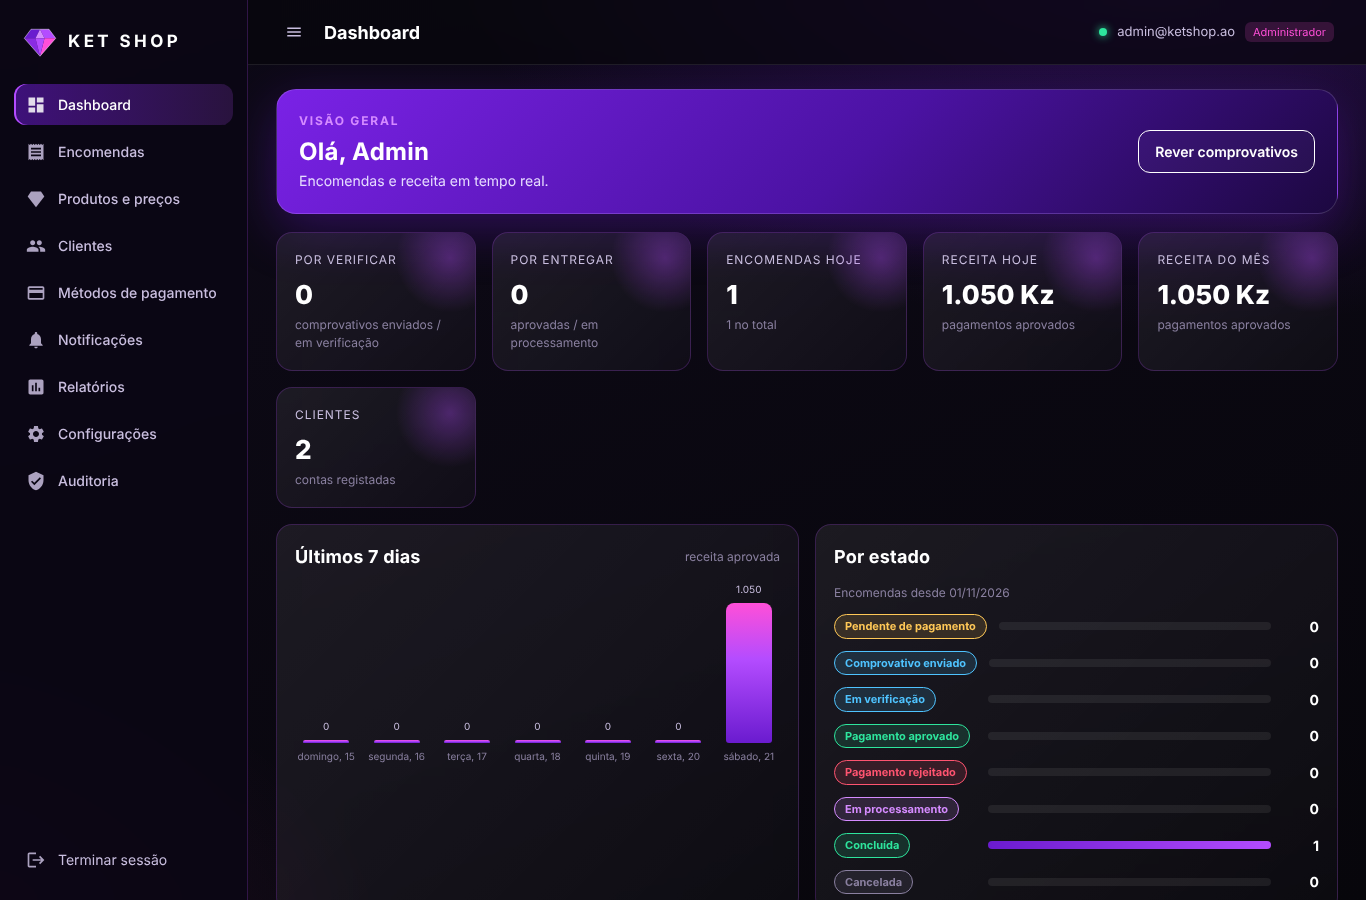 KET SHOP
Dashboard
Encomendas
Produtos e preços
Clientes
Métodos de pagamento
Notificações
Relatórios
Configurações
Auditoria
Terminar sessão
Dashboard
admin@ketshop.ao
Administrador
VISÃO GERAL
Olá, Admin
Encomendas e receita em tempo real.
Rever comprovativos
POR VERIFICAR
0
comprovativos enviados /
em verificação
POR ENTREGAR
0
aprovadas / em
processamento
ENCOMENDAS HOJE
1
1 no total
RECEITA HOJE
1.050 Kz
pagamentos aprovados
RECEITA DO MÊS
1.050 Kz
pagamentos aprovados
CLIENTES
2
contas registadas
Últimos 7 dias
receita aprovada
0
0
0
0
0
0
1.050
domingo, 15
segunda, 16
terça, 17
quarta, 18
quinta, 19
sexta, 20
sábado, 21
Por estado
Encomendas desde 01/11/2026
Pendente de pagamento 0
Comprovativo enviado 0
Em verificação 0
Pagamento aprovado 0
Pagamento rejeitado 0
Em processamento 0
Concluída 1
Cancelada 0